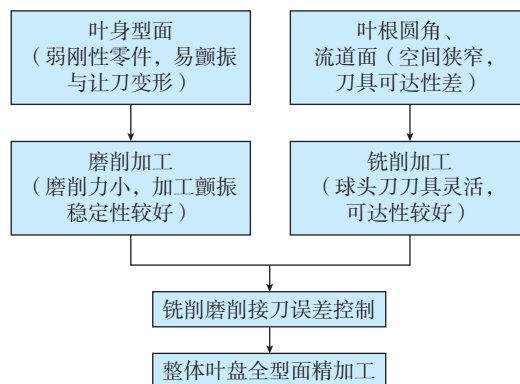 叶身型面
（弱刚性零件，易颤振
与让刀变形）
叶根圆角、
流道面（空间狭窄，
刀具可达性差）
磨削加工
（磨削力小，加工颤振
稳定性较好）
铣削加工
（球头刀刀具灵活，
可达性较好）
铣削磨削接刀误差控制
整体叶盘全型面精加工